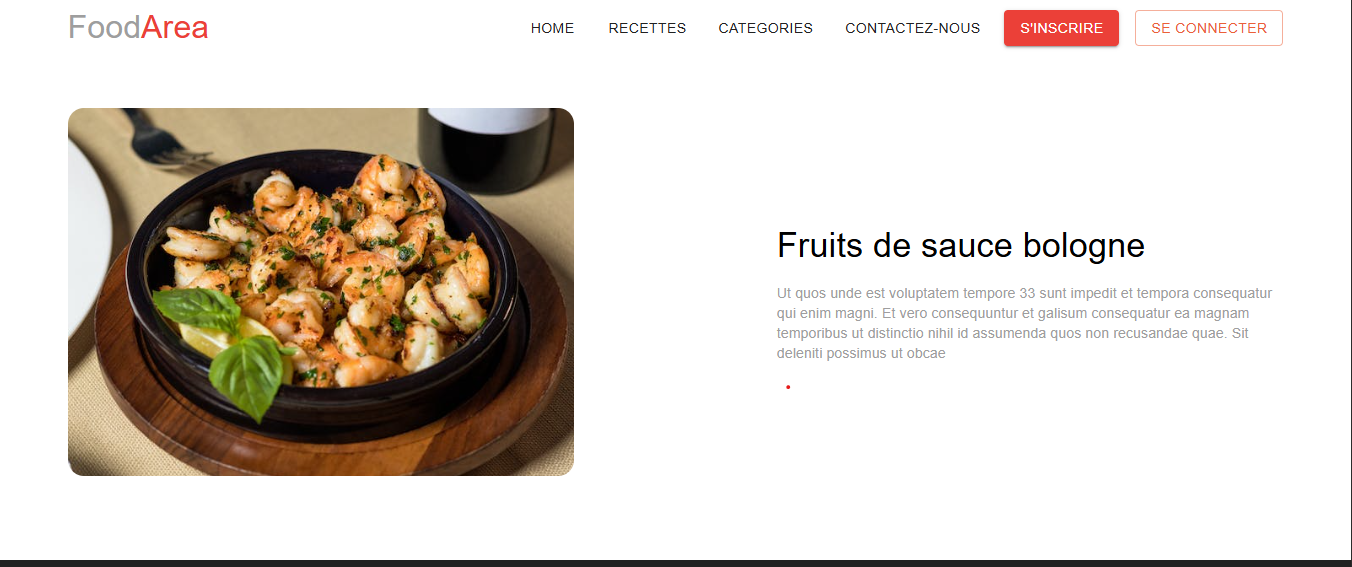 FoodArea
HOME RECETTES CATEGORIES CONTACTEZ-NOUS S'INSCRIRE SE CONNECTER
Fruits de sauce bologne
Ut quos unde est voluptatem tempore 33 sunt impedit et tempora consequatur
qui enim magni. Et vero consequuntur et galisum consequatur ea magnam
temporibus ut distinctio nihil id assumenda quos non recusandae quae. Sit
deleniti possimus ut obcae